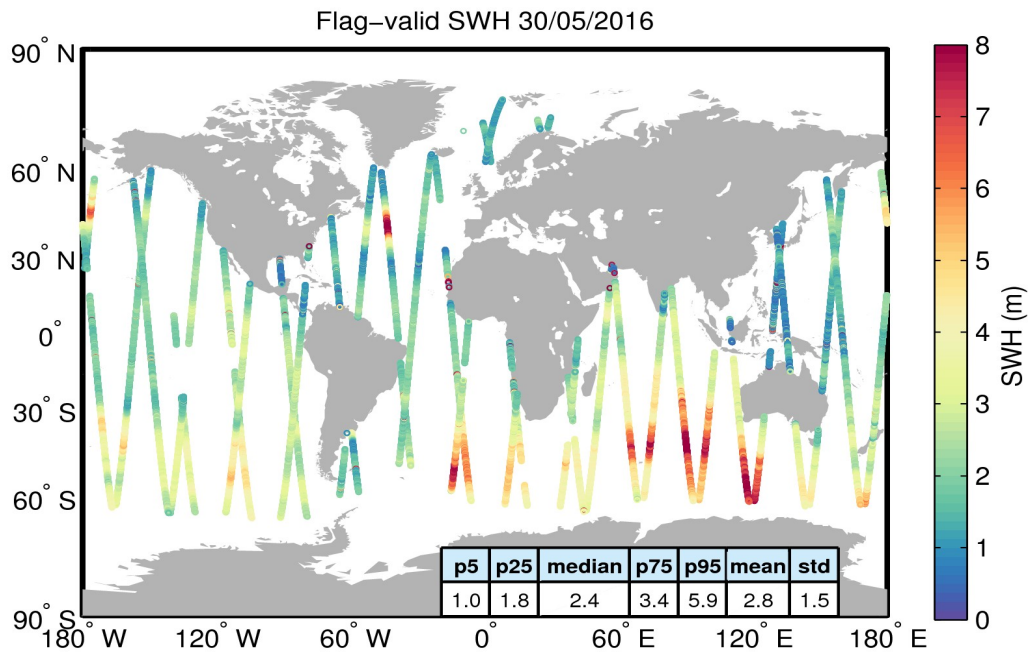 Flag−valid SWH 30/05/2016
90° N
60° N
30° N
0°
30° S
60° S
90° S
180° W
120° W
60° W
0°
60° E
120° E
180° E
p5 p25 median p75 p95 mean std
1.0 1.8 2.4 3.4 5.9 2.8 1.5
8
7
6
5
4
3
2
1
0
SWH (m)